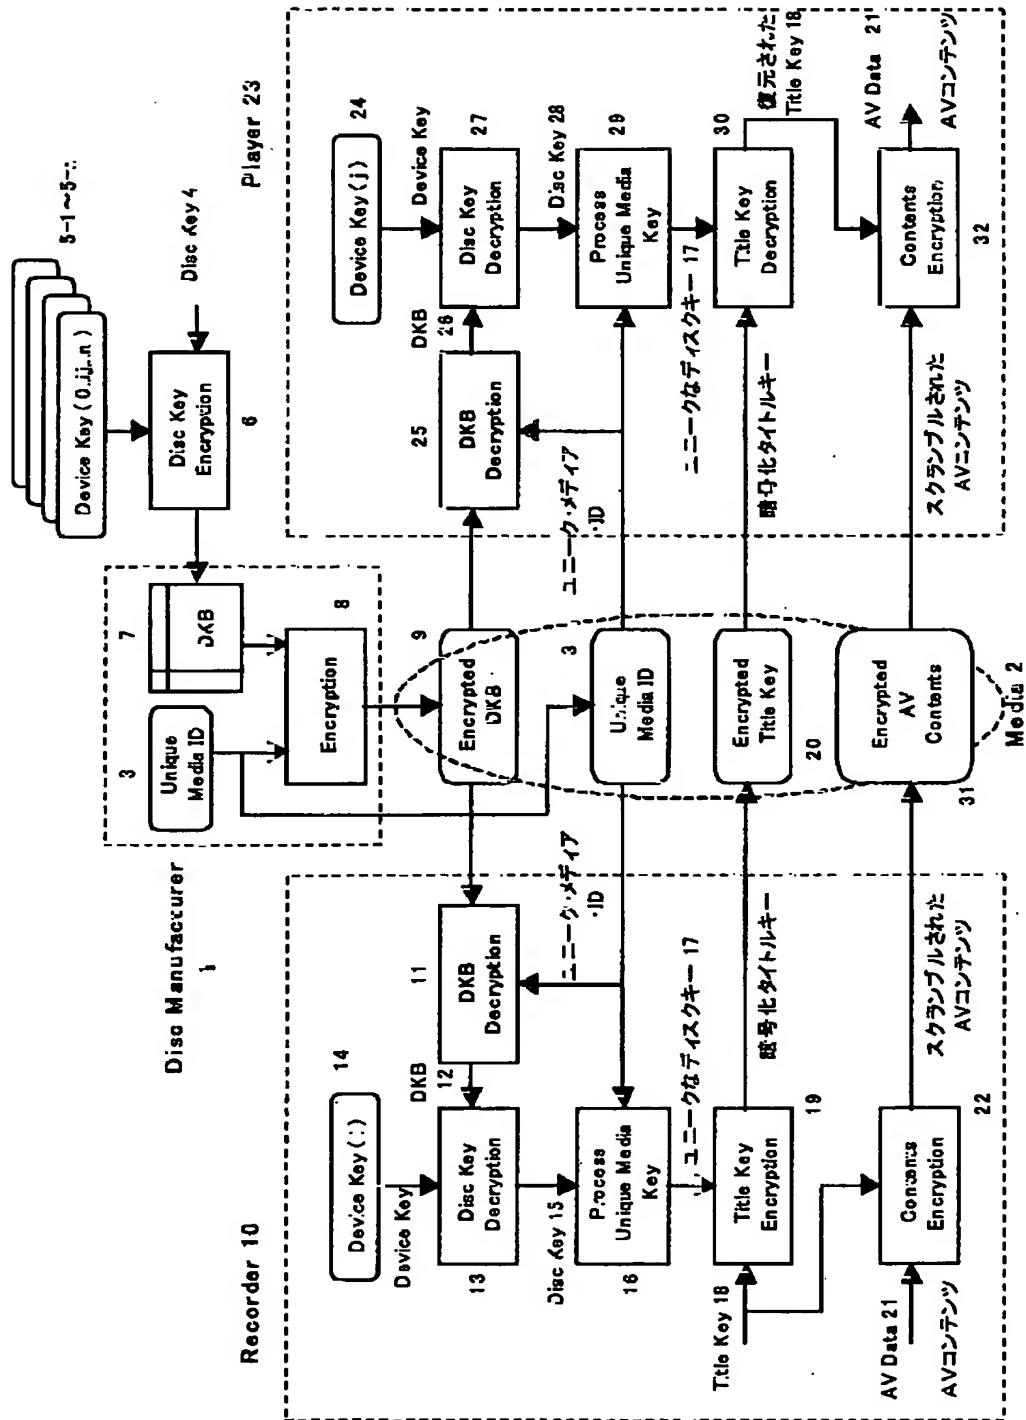 Disc Manufacturer
1
3
Unique
Media ID
7
DKB
Encryption
8
5-1～5-
Device Key (0..i,j..n)
Disc Key 4
Disc Key
Encryption
6
Recorder 10
14
Device Key
Device Key
DKB
12
11
DKB
Decryption
Disc Key
Decryption
13
Disc Key 15
ユニーク・メディア
・ID
Process
Unique Media
Key
16
ユニークなディスクキー 17
Title Key 18
Title Key
Encryption
19
暗号化タイトルキー
AV Data 21
AVコンテンツ
Contents
Encryption
22
スクランブルされた
AVコンテンツ
9
Encrypted
DKB
3
Unique
Media ID
Encrypted
Title Key
20
Encrypted
AV
Contents
31
Media 2
Player 23
Device Key (j)
24
Device Key
25
DKB
Decryption
DKB
26
Disc Key
Decryption
27
Disc Key 28
ユニーク・メディア
・ID
Process
Unique Media
Key
29
ユニークなディスクキー 17
暗号化タイトルキー
Title Key
Decryption
30
復元された
Title Key 18
スクランブルされた
AVコンテンツ
Contents
Encryption
32
AV Data 21
AVコンテンツ